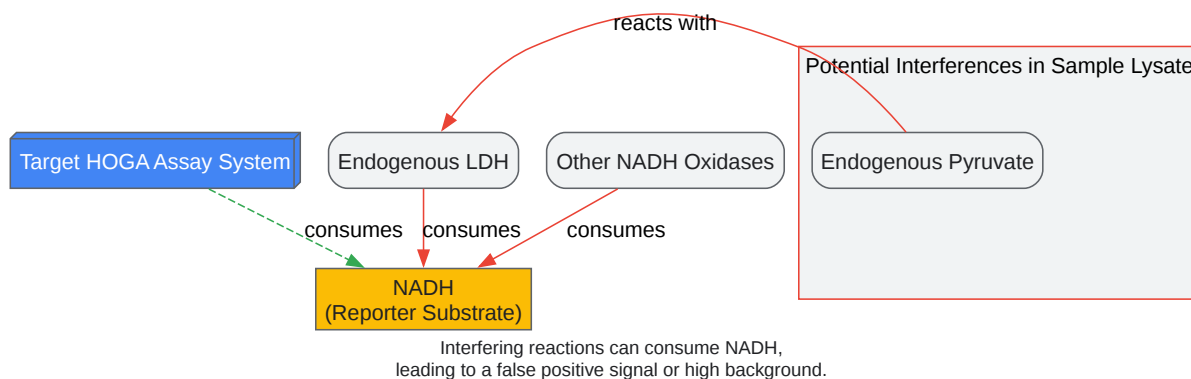 reacts with
Potential Interferences in Sample Lysate
Target HOGA Assay System
Endogenous LDH
Other NADH Oxidases
Endogenous Pyruvate
consumes
consumes
consumes
NADH
(Reporter Substrate)
Interfering reactions can consume NADH,
leading to a false positive signal or high background.